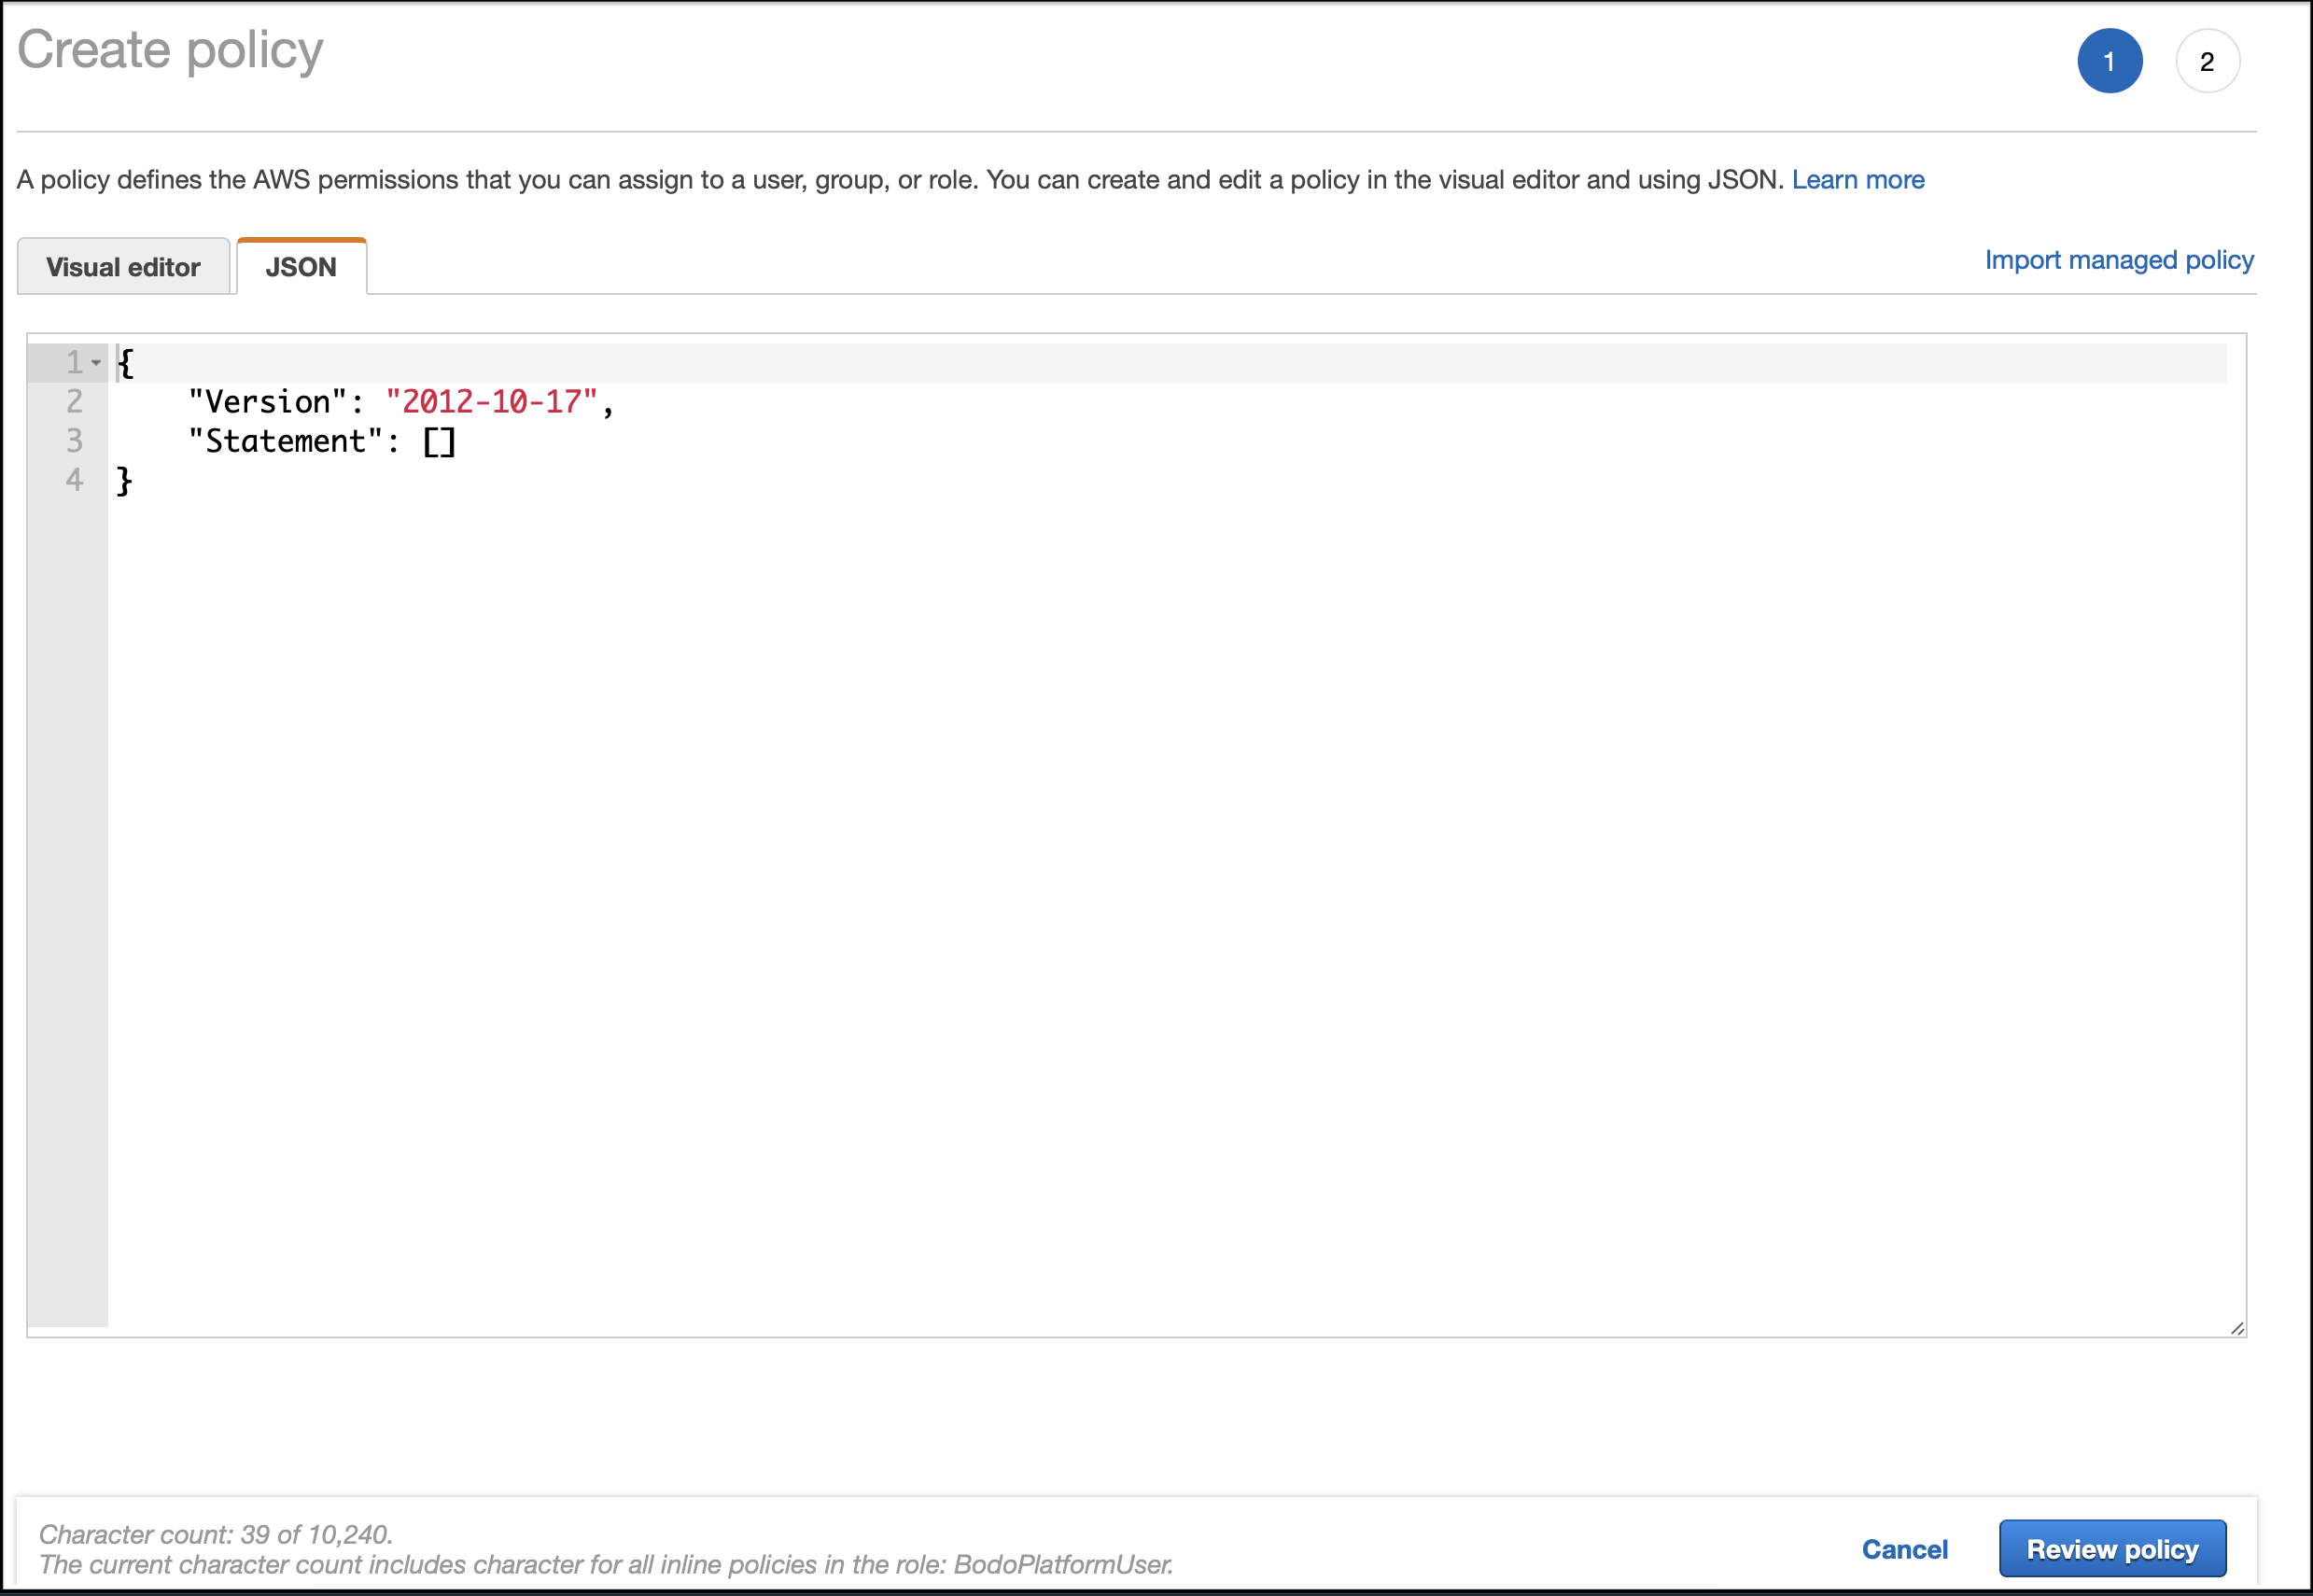 Create policy
1
2
A policy defines the AWS permissions that you can assign to a user, group, or role. You can create and edit a policy in the visual editor and using JSON. Learn more
Visual editor
JSON
Import managed policy
1 {
2 "Version": "2012-10-17",
3 "Statement": []
4 }
Character count: 39 of 10,240.
The current character count includes character for all inline policies in the role: BodoPlatformUser.
Cancel
Review policy